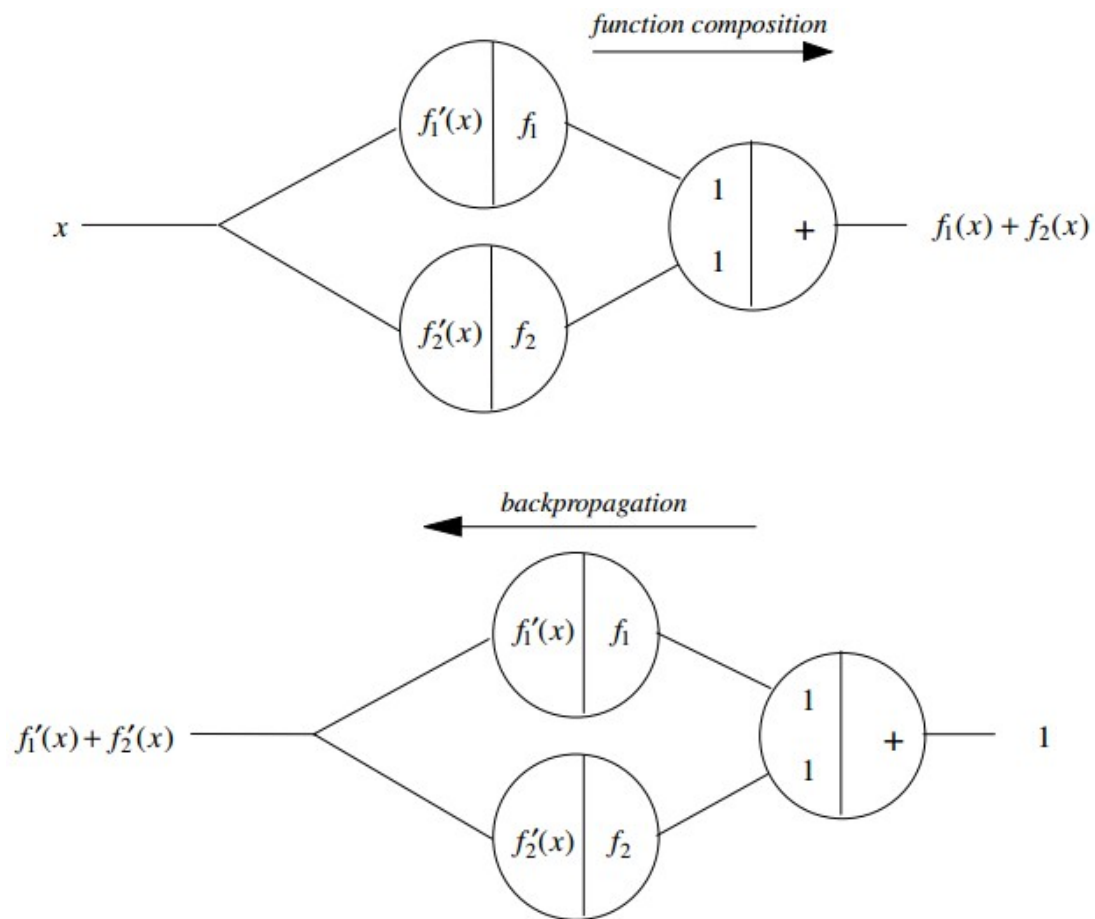 function composition
f₁′(x) f₁
1
x + f₁(x) + f₂(x)
1
f₂′(x) f₂
backpropagation
f₁′(x) f₁
1
f₁′(x) + f₂′(x) + 1
1
f₂′(x) f₂